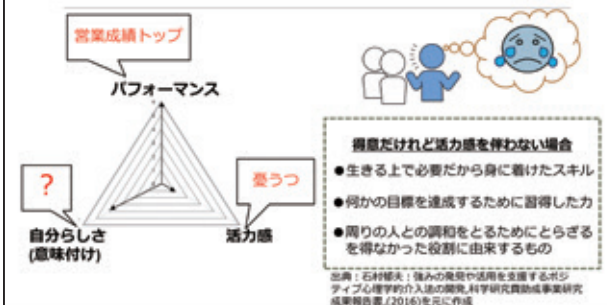 営業成績トップ
パフォーマンス
?
憂うつ
自分らしさ
(意味付け)
活力感
得意だけれど活力感を伴わない場合
●生きる上で必要だから身に着けたスキル
●何かの目標を達成するために習得した力
●周りの人との調和をとるためにとらざる
を得なかった役割に由来するもの
出典:石村郁夫:強みの発見や活用を支援するポジ
ティブ心理学的介入法の開発,科学研究費助成事業研究
成果報告書,(2016)を元に作成